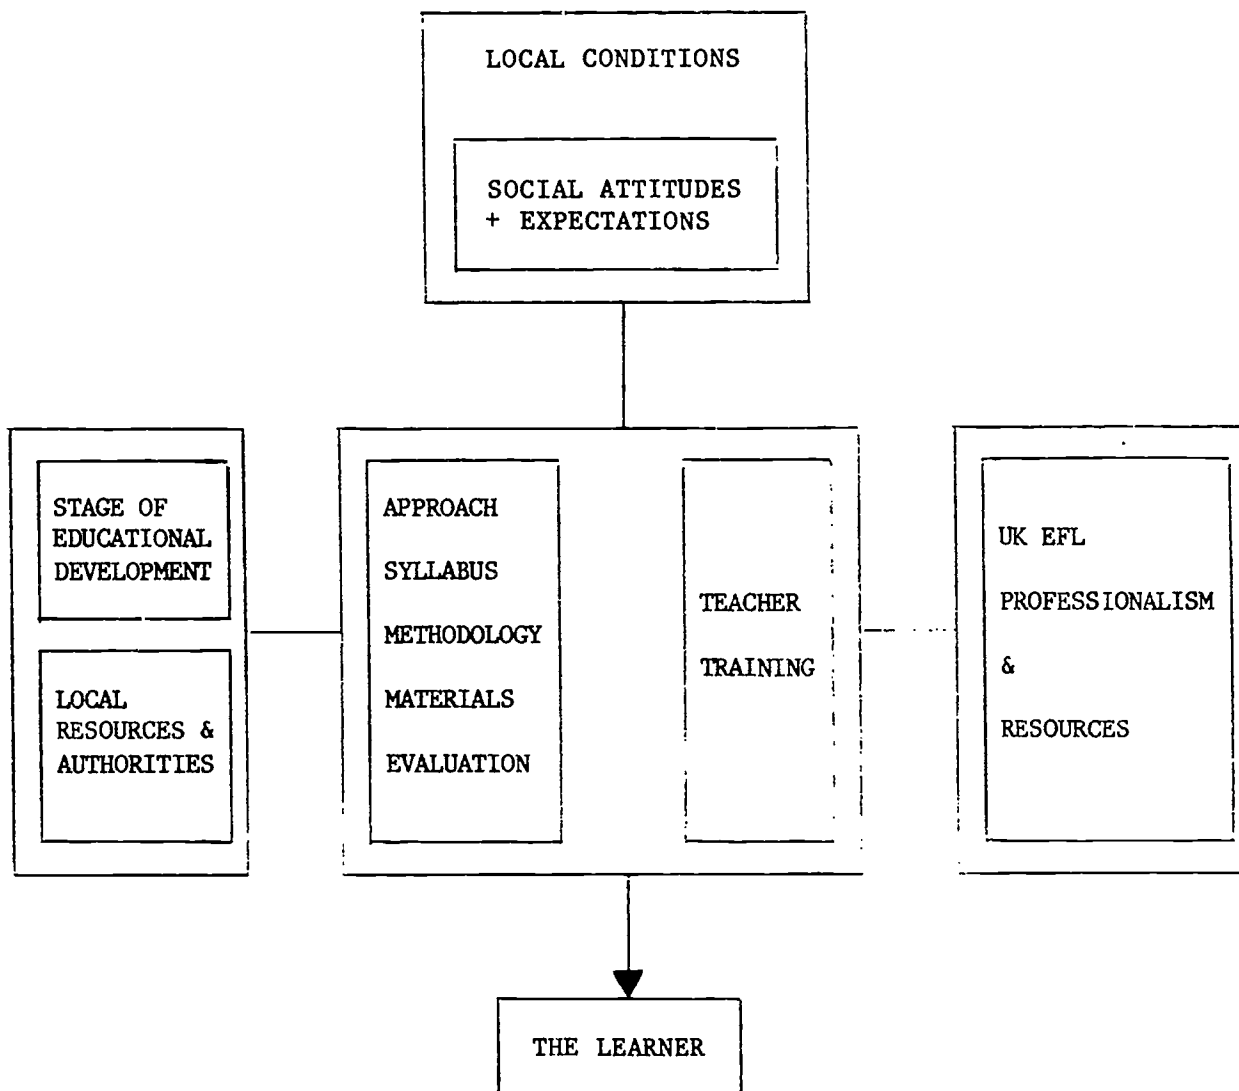 LOCAL CONDITIONS
SOCIAL ATTITUDES
+ EXPECTATIONS
STAGE OF
EDUCATIONAL
DEVELOPMENT
LOCAL
RESOURCES &
AUTHORITIES
APPROACH
SYLLABUS
METHODOLOGY
MATERIALS
EVALUATION
TEACHER
TRAINING
UK EFL
PROFESSIONALISM
&
RESOURCES
THE LEARNER